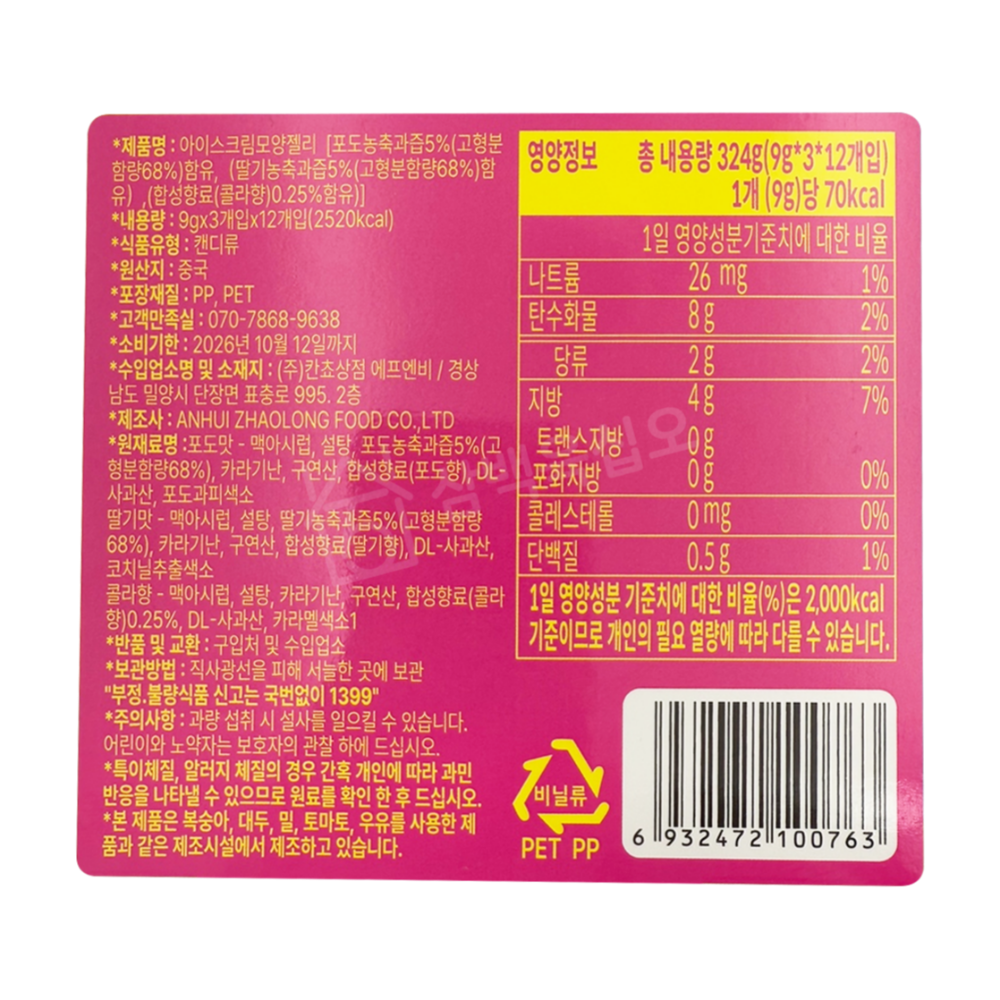 *제품명 : 아이스크림모양젤리 [포도농축과즙5%(고형분
함량68%)함유, (딸기농축과즙5%(고형분함량68%)함
유) ,(합성향료(콜라향)0.25%함유)]
*내용량 : 9gx3개입x12개입(2520kcal)
*식품유형 : 캔디류
*원산지 : 중국
*포장재질 : PP, PET
*고객만족실 : 070-7868-9638
*소비기한 : 2026년 10월 12일까지
*수입업소명 및 소재지 : (주)칸쵸상점 에프엔비 / 경상
남도 밀양시 단장면 표충로 995. 2층
*제조사 : ANHUI ZHAOLONG FOOD CO.,LTD
*원재료명 :포도맛 - 맥아시럽, 설탕, 포도농축과즙5%(고
형분함량68%), 카라기난, 구연산, 합성향료(포도향), DL-
사과산, 포도과피색소
딸기맛 - 맥아시럽, 설탕, 딸기농축과즙5%(고형분함량
68%), 카라기난, 구연산, 합성향료(딸기향), DL-사과산,
코치닐추출색소
콜라향 - 맥아시럽, 설탕, 카라기난, 구연산, 합성향료(콜라
향)0.25%, DL-사과산, 카라멜색소1
*반품 및 교환 : 구입처 및 수입업소
*보관방법 : 직사광선을 피해 서늘한 곳에 보관
"부정.불량식품 신고는 국번없이 1399"
*주의사항 : 과량 섭취 시 설사를 일으킬 수 있습니다.
어린이와 노약자는 보호자의 관찰 하에 드십시오.
*특이체질, 알러지 체질의 경우 간혹 개인에 따라 과민
반응을 나타낼 수 있으므로 원료를 확인 한 후 드십시오.
*본 제품은 복숭아, 대두, 밀, 토마토, 우유를 사용한 제
품과 같은 제조시설에서 제조하고 있습니다.
영양정보 총 내용량 324g(9g*3*12개입)
1개 (9g)당 70kcal
1일 영양성분기준치에 대한 비율
나트륨 26 mg 1%
탄수화물 8 g 2%
당류 2 g 2%
지방 4 g 7%
트랜스지방 0 g
포화지방 0 g 0%
콜레스테롤 0 mg 0%
단백질 0.5 g 1%
1일 영양성분 기준치에 대한 비율(%)은 2,000kcal
기준이므로 개인의 필요 열량에 따라 다를 수 있습니다.
비닐류
PET PP
6 932472 100763